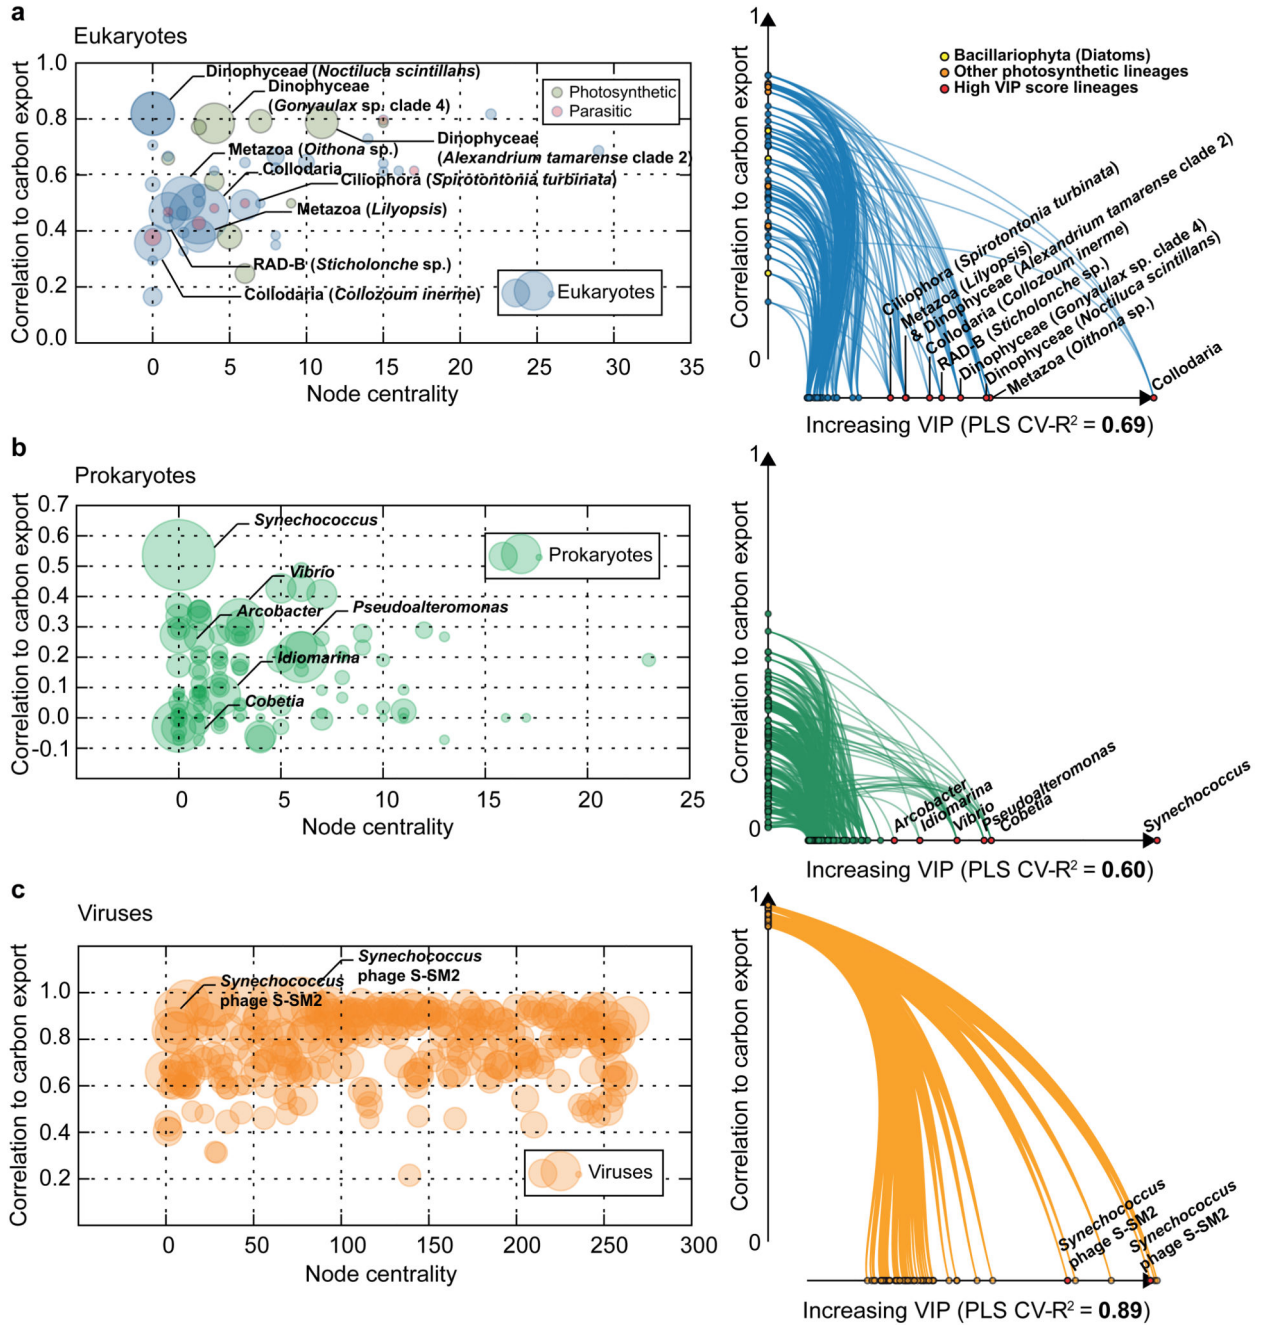 a
Eukaryotes
Correlation to carbon export
1.0
0.8
0.6
0.4
0.2
0.0
Dinophyceae (Noctiluca scintillans)
Dinophyceae
(Gonyaulax sp. clade 4)
Photosynthetic
Parasitic
Dinophyceae
(Alexandrium tamarense clade 2)
Metazoa (Oithona sp.)
Collodaria
Ciliophora (Spirotontonia turbinata)
Metazoa (Lilyopsis)
RAD-B (Sticholonche sp.)
Collodaria (Collozoum inerme)
Eukaryotes
0 5 10 15 20 25 30 35
Node centrality
1
Correlation to carbon export
0
Bacillariophyta (Diatoms)
Other photosynthetic lineages
High VIP score lineages
Ciliophora (Spirotontonia turbinata)
Metazoa (Lilyopsis)
& Dinophyceae (Alexandrium tamarense clade 2)
Collodaria (Collozoum inerme)
RAD-B (Sticholonche sp.)
Dinophyceae (Gonyaulax sp. clade 4)
Dinophyceae (Noctiluca scintillans)
Metazoa (Oithona sp.)
Collodaria
Increasing VIP (PLS CV-R² = 0.69)
b
Prokaryotes
Correlation to carbon export
0.7
0.6
0.5
0.4
0.3
0.2
0.1
0.0
-0.1
Synechococcus
Prokaryotes
Vibrio
Arcobacter
Pseudoalteromonas
Idiomarina
Cobetia
0 5 10 15 20 25
Node centrality
1
Correlation to carbon export
0
Arcobacter
Idiomarina
Vibrio
Pseudoalteromonas
Cobetia
Synechococcus
Increasing VIP (PLS CV-R² = 0.60)
c
Viruses
Correlation to carbon export
1.0
0.8
0.6
0.4
0.2
Synechococcus
phage S-SM2
Synechococcus
phage S-SM2
Viruses
0 50 100 150 200 250 300
Node centrality
1
Correlation to carbon export
0
Synechococcus
phage S-SM2
Synechococcus
phage S-SM2
Increasing VIP (PLS CV-R² = 0.89)